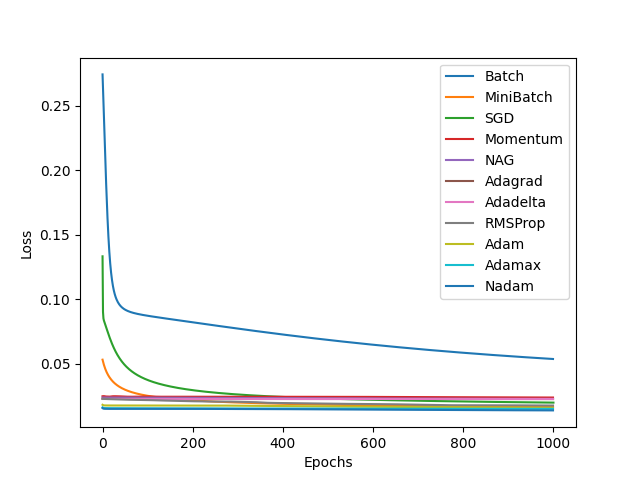 Batch
MiniBatch
SGD
Momentum
NAG
Adagrad
Adadelta
RMSProp
Adam
Adamax
Nadam
0.25
0.20
0.15
0.10
0.05
Loss
0 200 400 600 800 1000
Epochs